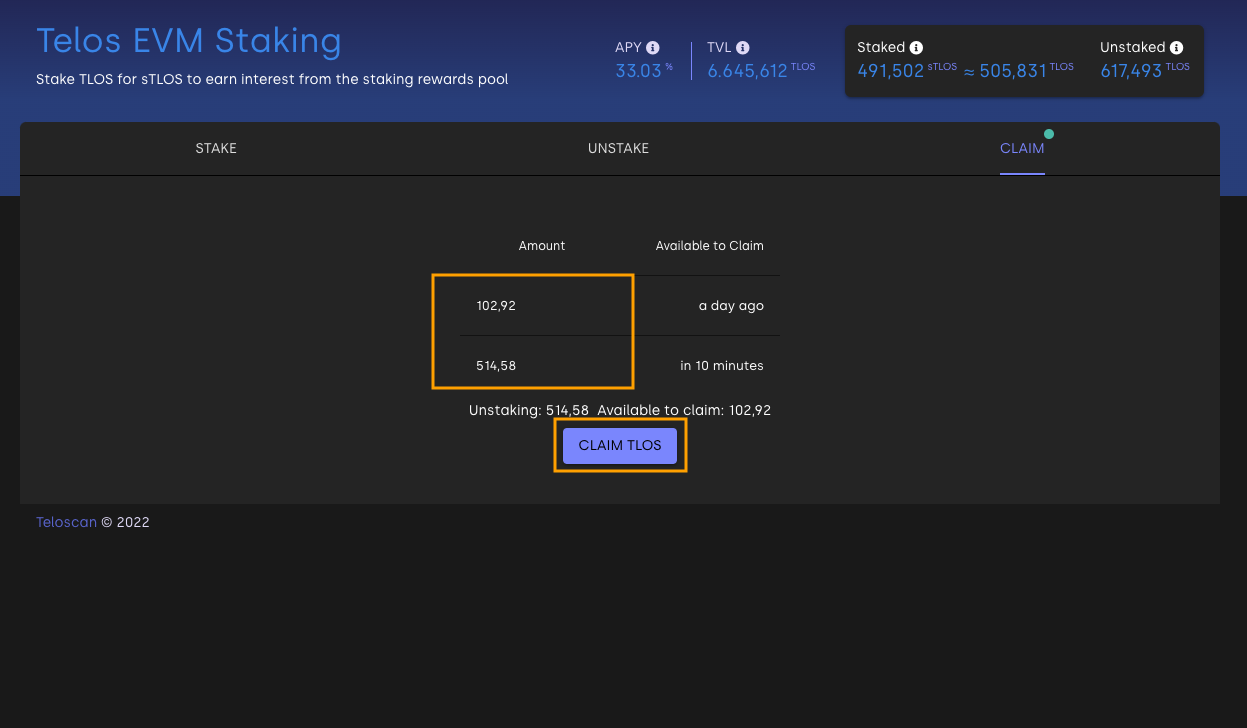 Telos EVM Staking
Stake TLOS for sTLOS to earn interest from the staking rewards pool
APY TVL
33.03 % 6.645,612 TLOS
Staked Unstaked
491,502 sTLOS ≈ 505,831 TLOS 617,493 TLOS
STAKE UNSTAKE CLAIM
Amount Available to Claim
102,92 a day ago
514,58 in 10 minutes
Unstaking: 514,58 Available to claim: 102,92
CLAIM TLOS
Teloscan © 2022